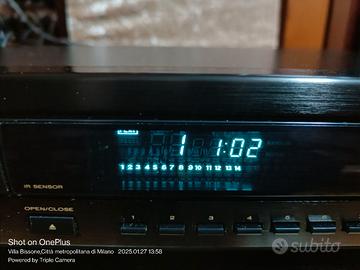 PLAY
1 1:02
1 2 3 4 5 6 7 8 9 10 11 12 13 14
IR SENSOR
OPEN/CLOSE
1 2 3 4 5
Shot on OnePlus
Villa Bissone,Città metropolitana di Milano 2025.01.27 13:58
Powered by Triple Camera
subito